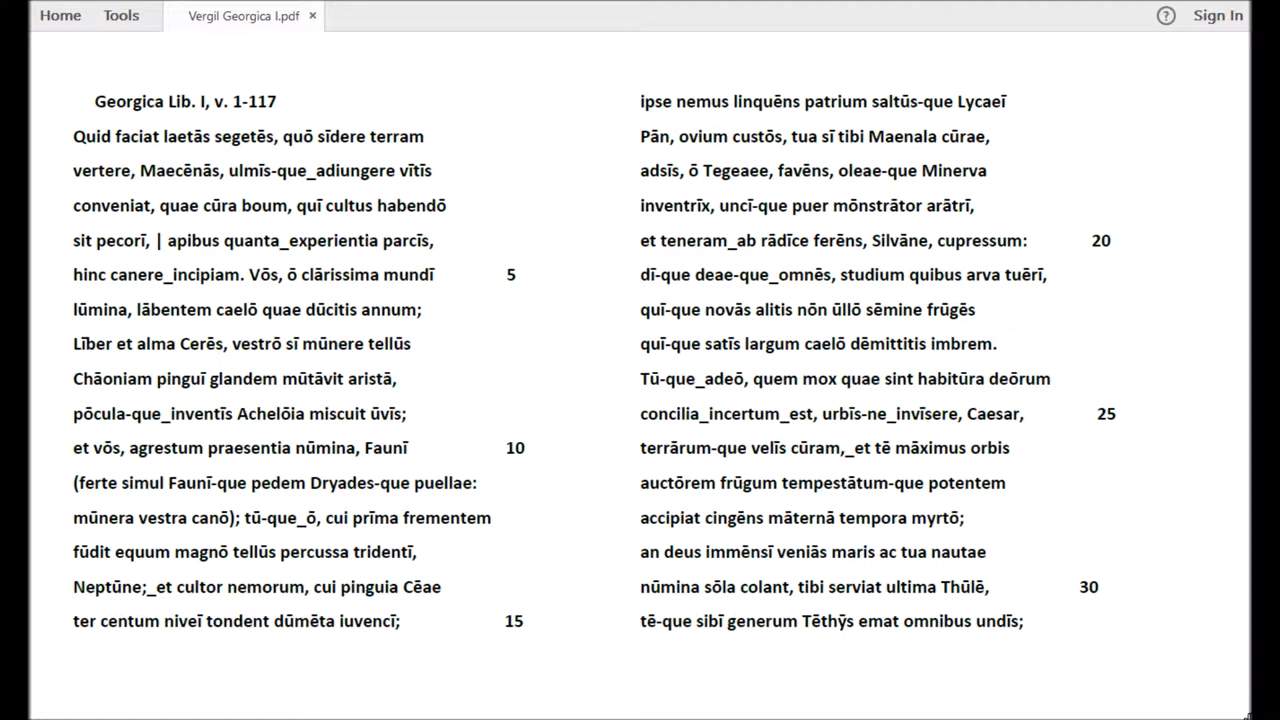 Home Tools Vergil Georgica I.pdf × ? Sign In
Georgica Lib. I, v. 1-117
Quid faciat laetās segetēs, quō sīdere terram
vertere, Maecēnās, ulmīs-que_adiungere vītīs
conveniat, quae cūra boum, quī cultus habendō
sit pecorī, | apibus quanta_experientia parcīs,
hinc canere_incipiam. Vōs, ō clārissima mundī 5
lūmina, lābentem caelō quae dūcitis annum;
Līber et alma Cerēs, vestrō sī mūnere tellūs
Chāoniam pinguī glandem mūtāvit aristā,
pōcula-que_inventīs Achelōia miscuit ūvīs;
et vōs, agrestum praesentia nūmina, Faunī 10
(ferte simul Faunī-que pedem Dryades-que puellae:
mūnera vestra canō); tū-que_ō, cui prīma frementem
fūdit equum magnō tellūs percussa tridentī,
Neptūne;_et cultor nemorum, cui pinguia Cēae
ter centum niveī tondent dūmēta iuvencī; 15
ipse nemus linquēns patrium saltūs-que Lycaeī
Pān, ovium custōs, tua sī tibi Maenala cūrae,
adsīs, ō Tegeaee, favēns, oleae-que Minerva
inventrīx, uncī-que puer mōnstrātor arātrī,
et teneram_ab rādīce ferēns, Silvāne, cupressum: 20
dī-que deae-que_omnēs, studium quibus arva tuērī,
quī-que novās alitis nōn ūllō sēmine frūgēs
quī-que satīs largum caelō dēmittitis imbrem.
Tū-que_adeō, quem mox quae sint habitūra deōrum
concilia_incertum_est, urbīs-ne_invīsere, Caesar, 25
terrārum-que velīs cūram,_et tē māximus orbis
auctōrem frūgum tempestātum-que potentem
accipiat cingēns māternā tempora myrtō;
an deus immēnsī veniās maris ac tua nautae
nūmina sōla colant, tibi serviat ultima Thūlē, 30
tē-que sibī generum Tēthȳs emat omnibus undīs;